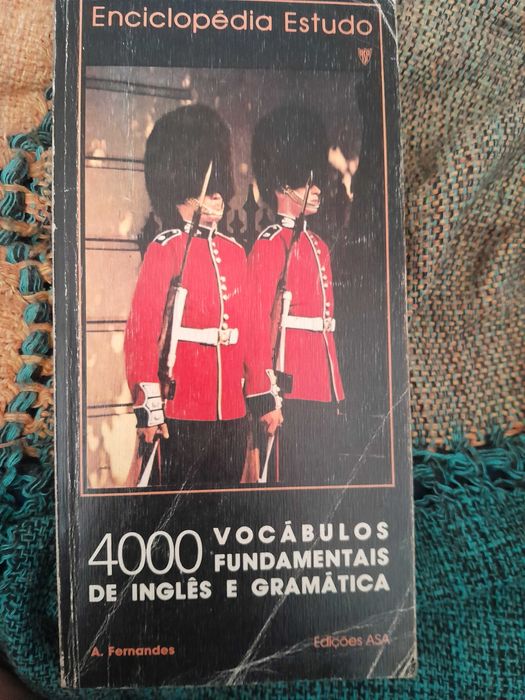 Enciclopédia Estudo
4000 VOCÁBULOS
FUNDAMENTAIS
DE INGLÊS E GRAMÁTICA
A. Fernandes
Edições ASA